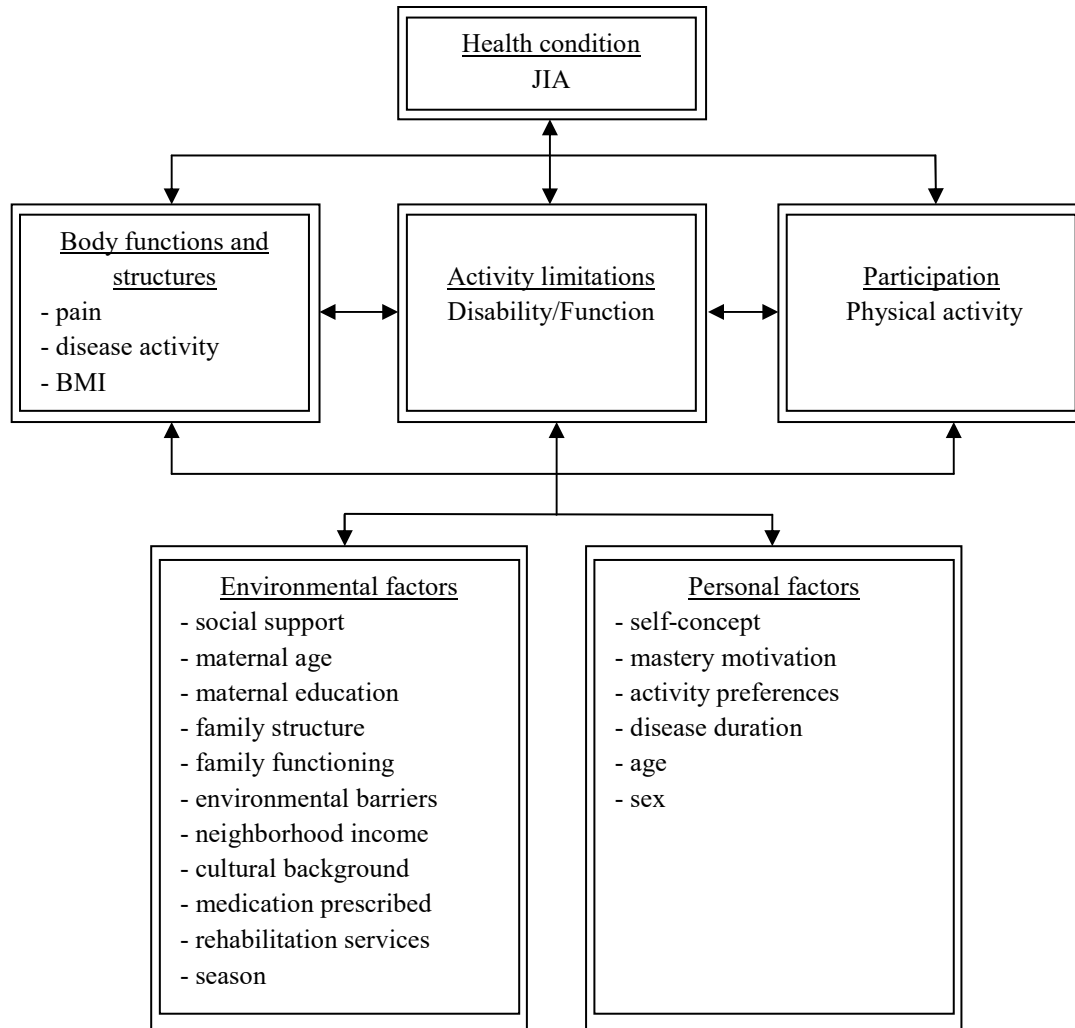 Health condition
JIA
Body functions and
structures
- pain
- disease activity
- BMI
Activity limitations
Disability/Function
Participation
Physical activity
Environmental factors
- social support
- maternal age
- maternal education
- family structure
- family functioning
- environmental barriers
- neighborhood income
- cultural background
- medication prescribed
- rehabilitation services
- season
Personal factors
- self-concept
- mastery motivation
- activity preferences
- disease duration
- age
- sex